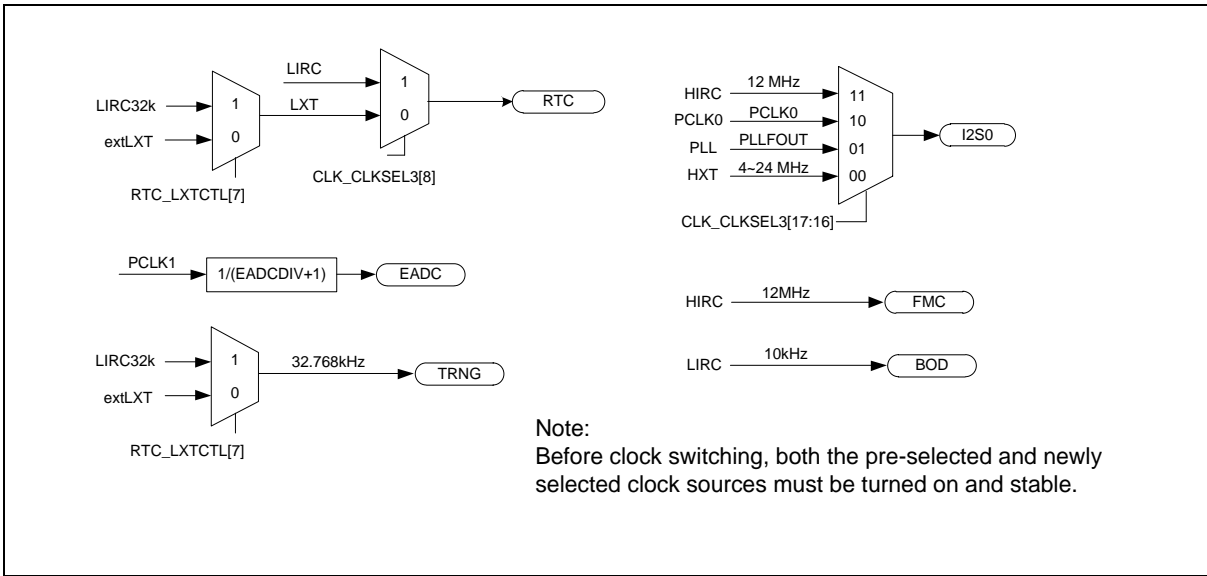 LIRC
LIRC32k
1
1
RTC
LXT
0
extLXT
0
CLK_CLKSEL3[8]
RTC_LXTCTL[7]
HIRC
12 MHz
11
PCLK0
PCLK0
10
I2S0
PLL
PLLFOUT
01
HXT
4~24 MHz
00
CLK_CLKSEL3[17:16]
PCLK1
1/(EADCDIV+1)
EADC
HIRC
12MHz
FMC
LIRC32k
1
32.768kHz
TRNG
extLXT
0
RTC_LXTCTL[7]
LIRC
10kHz
BOD
Note:
Before clock switching, both the pre-selected and newly
selected clock sources must be turned on and stable.